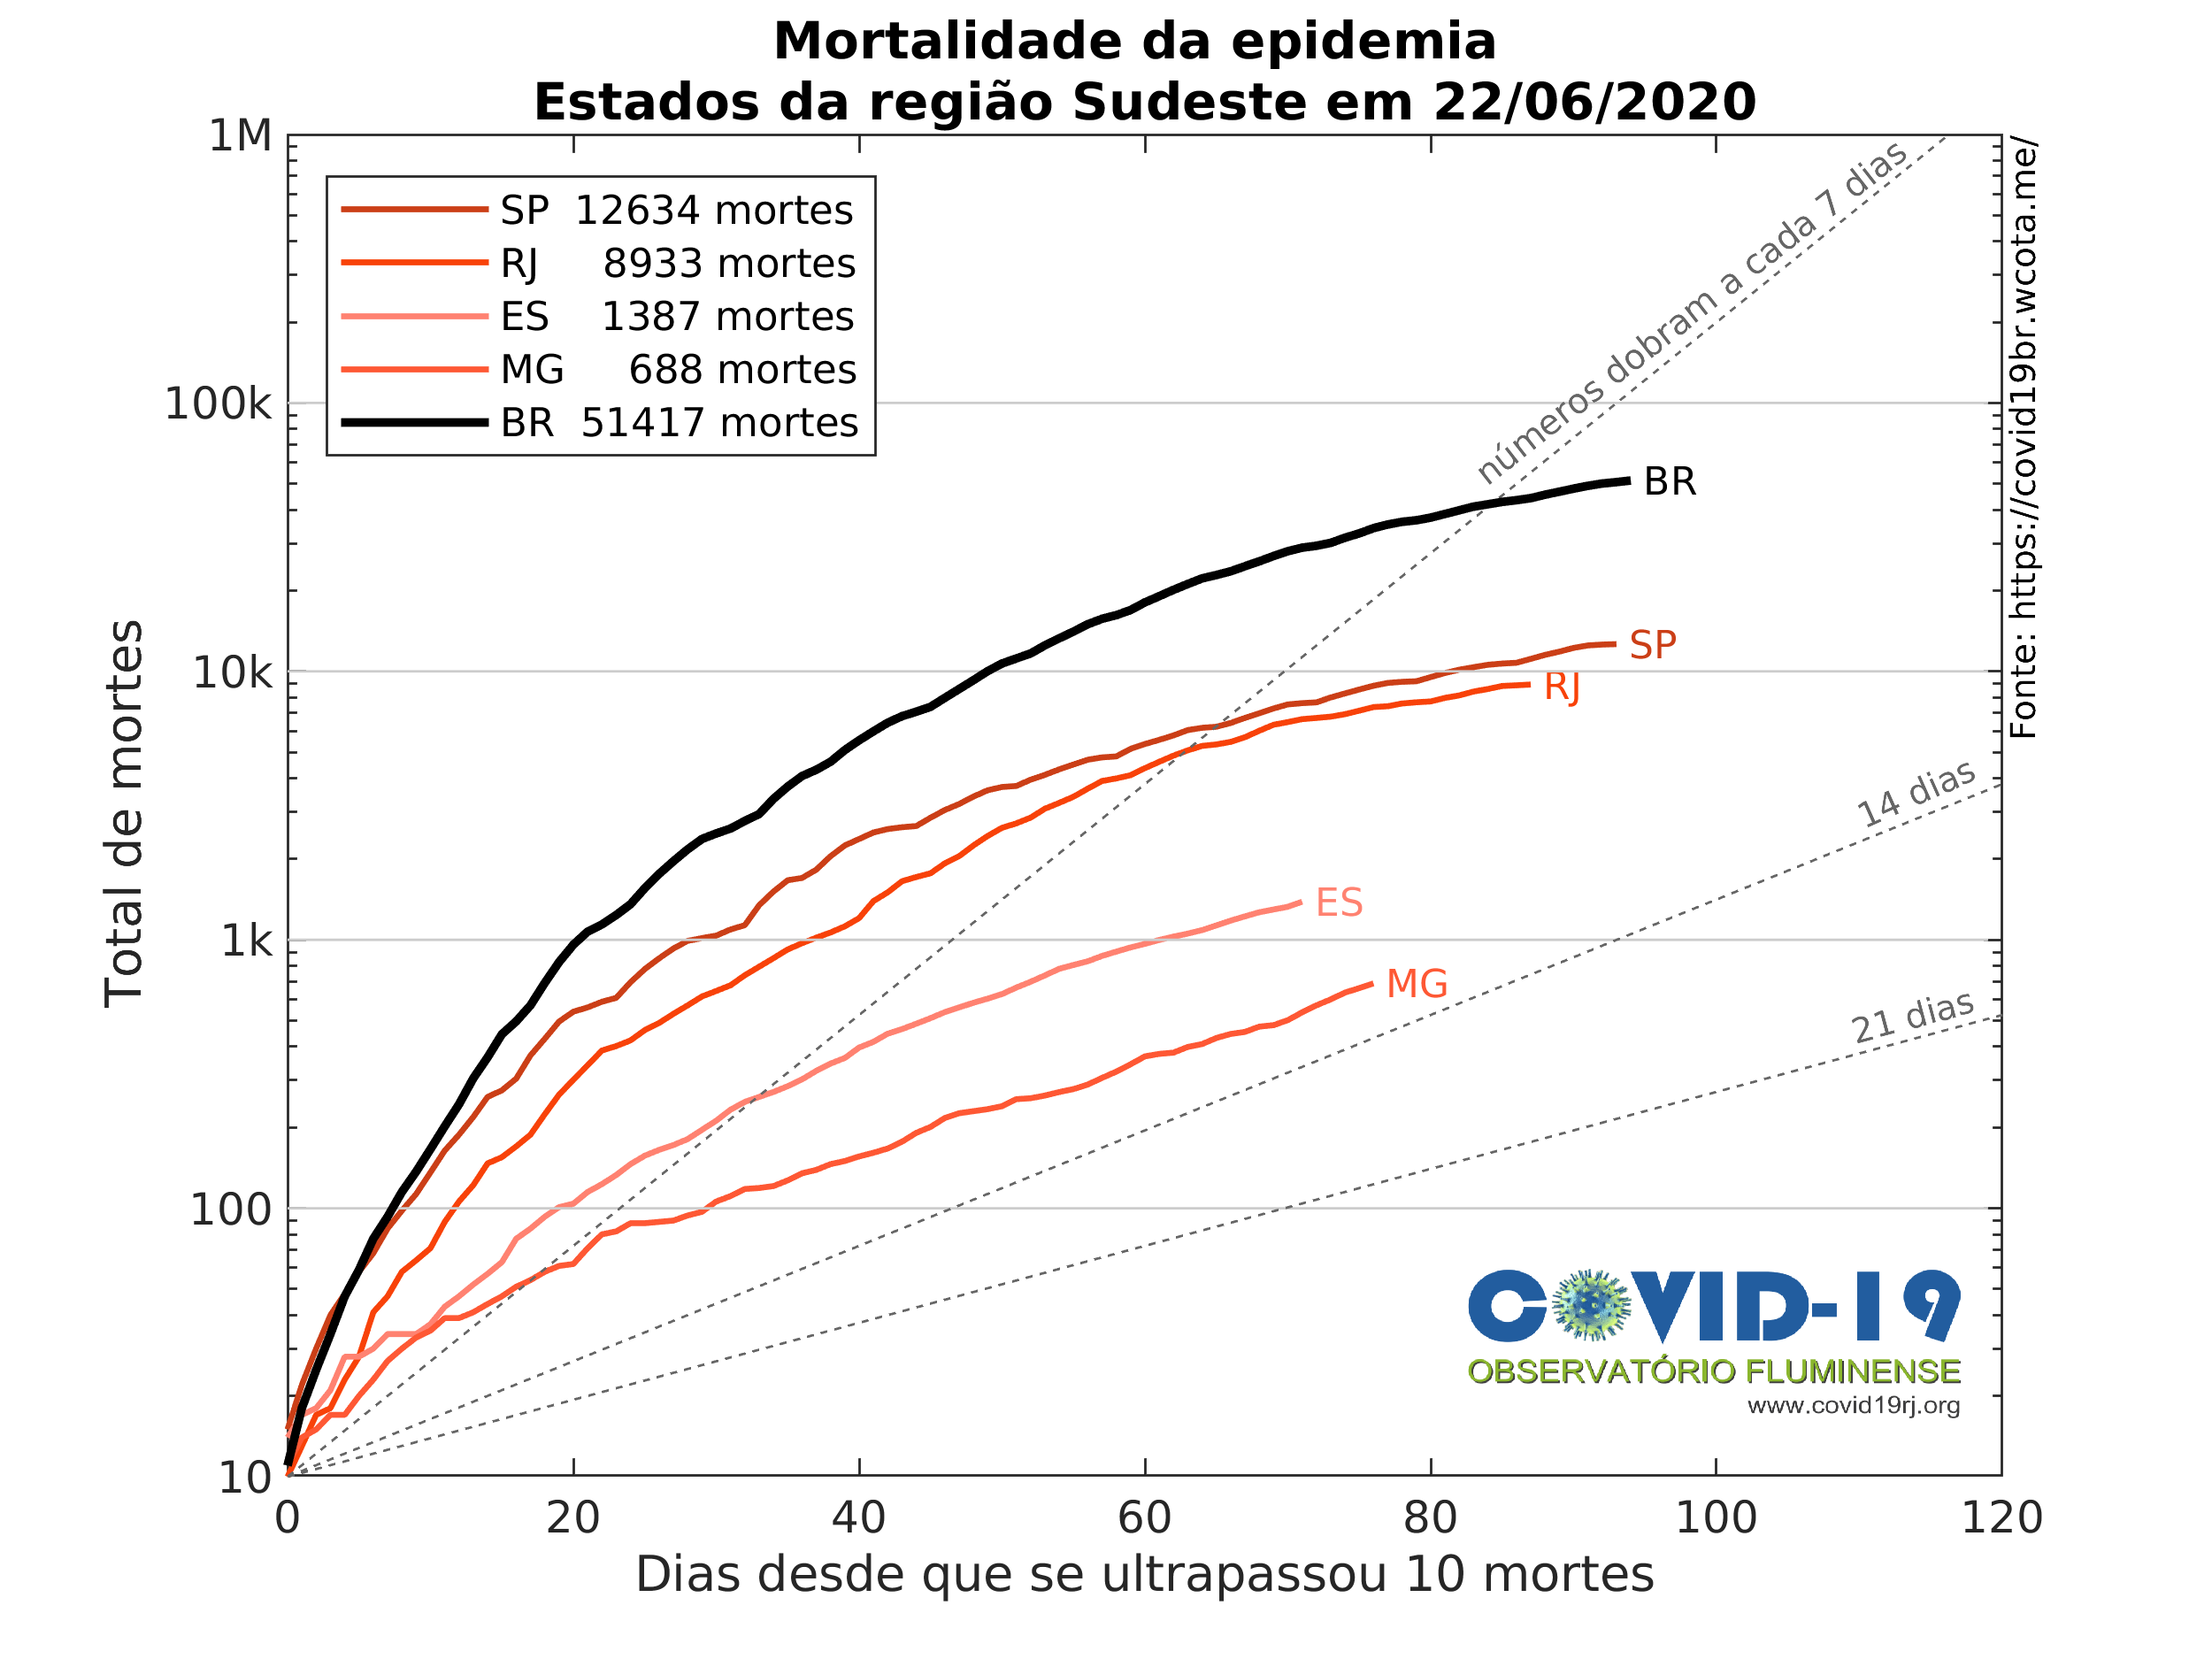 Mortalidade da epidemia
Estados da região Sudeste em 22/06/2020
1M
100k
10k
1k
100
10
Total de mortes
SP 12634 mortes
RJ 8933 mortes
ES 1387 mortes
MG 688 mortes
BR 51417 mortes
números dobram a cada 7 dias
BR
SP
RJ
14 dias
ES
MG
21 dias
Fonte: https://covid19br.wcota.me/
COVID-19
OBSERVATÓRIO FLUMINENSE
www.covid19rj.org
0 20 40 60 80 100 120
Dias desde que se ultrapassou 10 mortes